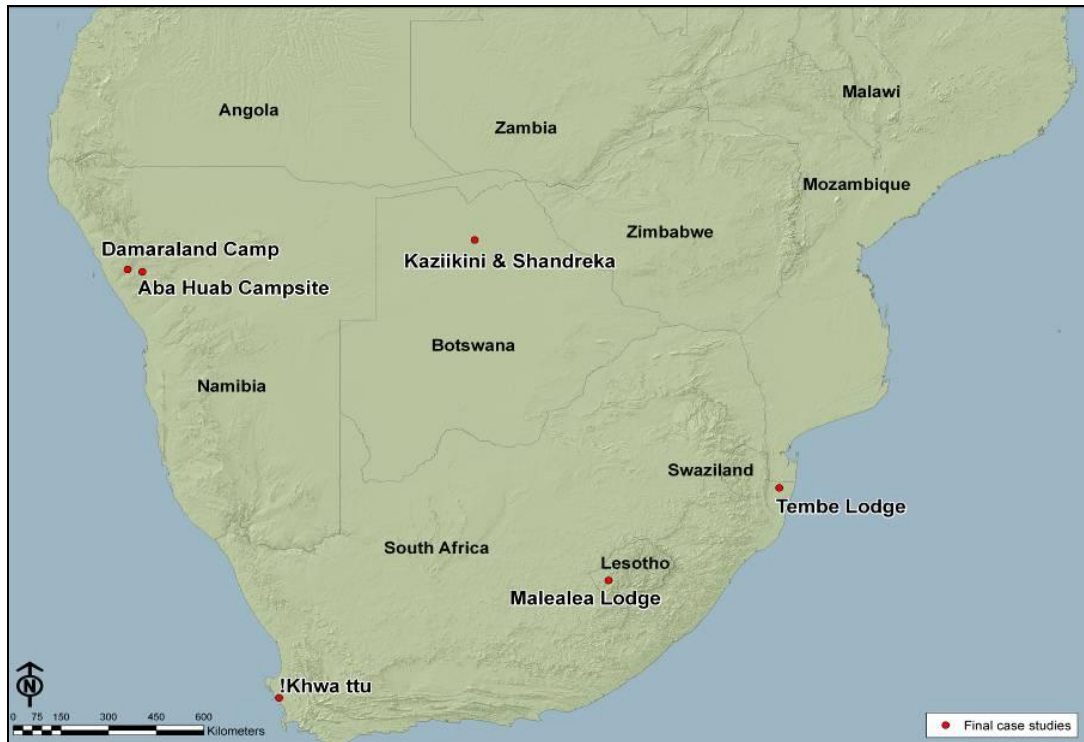 Malawi
Angola
Zambia
Mozambique
Zimbabwe
Damaraland Camp
Kaziikini & Shandreka
Aba Huab Campsite
Botswana
Namibia
Swaziland
Tembe Lodge
South Africa
Lesotho
Malealea Lodge
!Khwa ttu
N
0 75 150 300 450 600
Kilometers
Final case studies